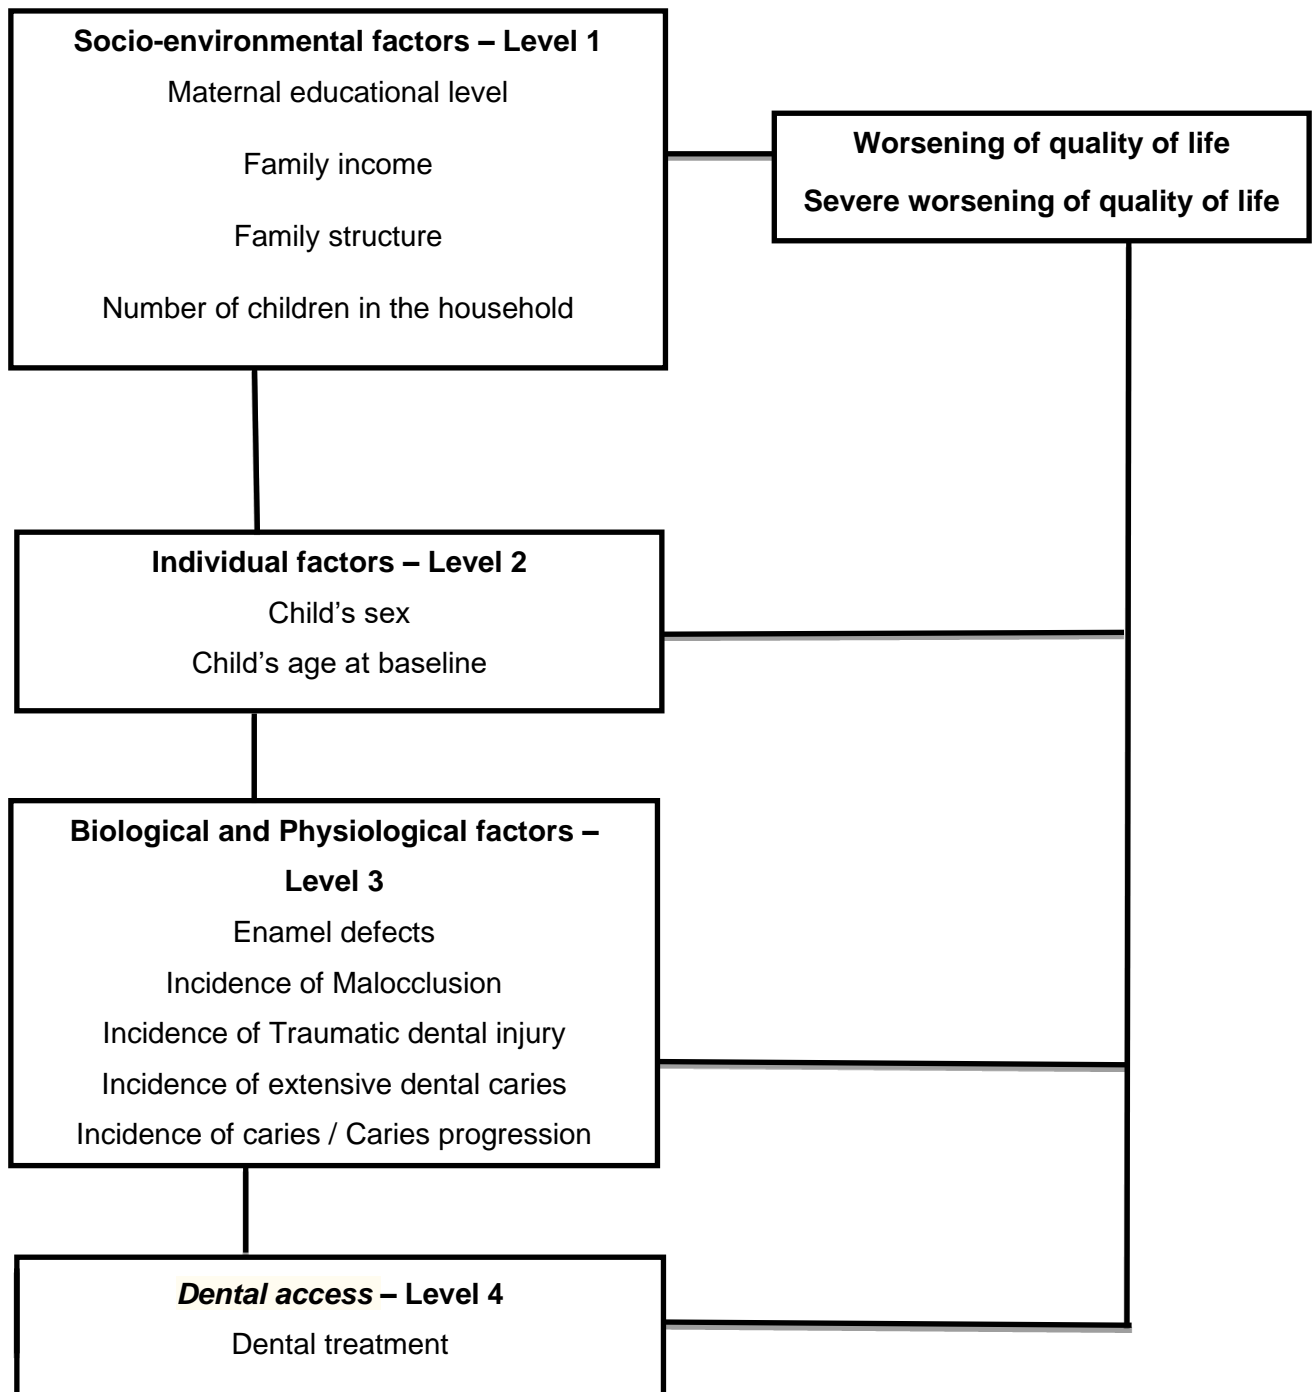 Socio-environmental factors – Level 1
Maternal educational level
Family income
Family structure
Number of children in the household
Worsening of quality of life
Severe worsening of quality of life
Individual factors – Level 2
Child’s sex
Child’s age at baseline
Biological and Physiological factors –
Level 3
Enamel defects
Incidence of Malocclusion
Incidence of Traumatic dental injury
Incidence of extensive dental caries
Incidence of caries / Caries progression
Dental access – Level 4
Dental treatment